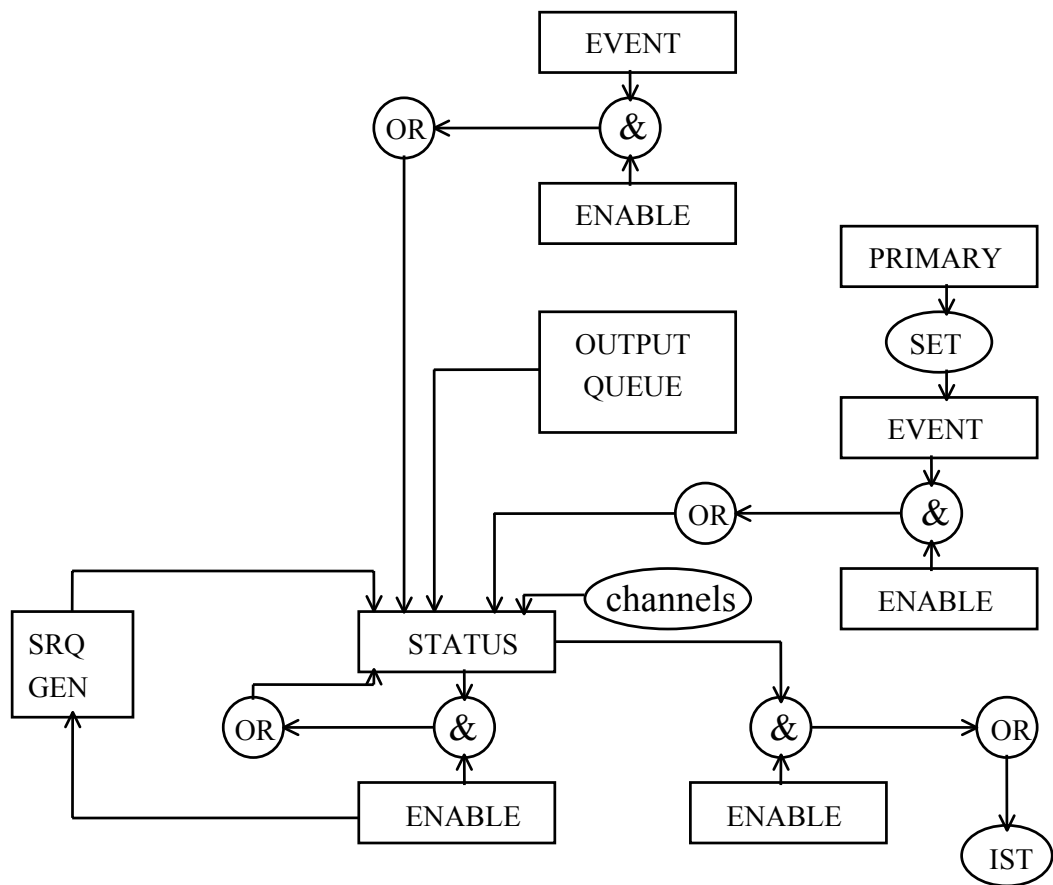 EVENT
OR
&
ENABLE
PRIMARY
SET
OUTPUT
QUEUE
EVENT
OR
&
channels
ENABLE
STATUS
SRQ
GEN
OR
&
&
OR
ENABLE
ENABLE
IST